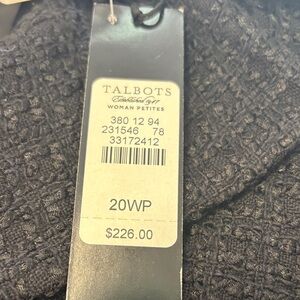 TALBOTS
Established 1947
WOMAN PETITES
380 12 94
231546 78
33172412
20WP
$226.00